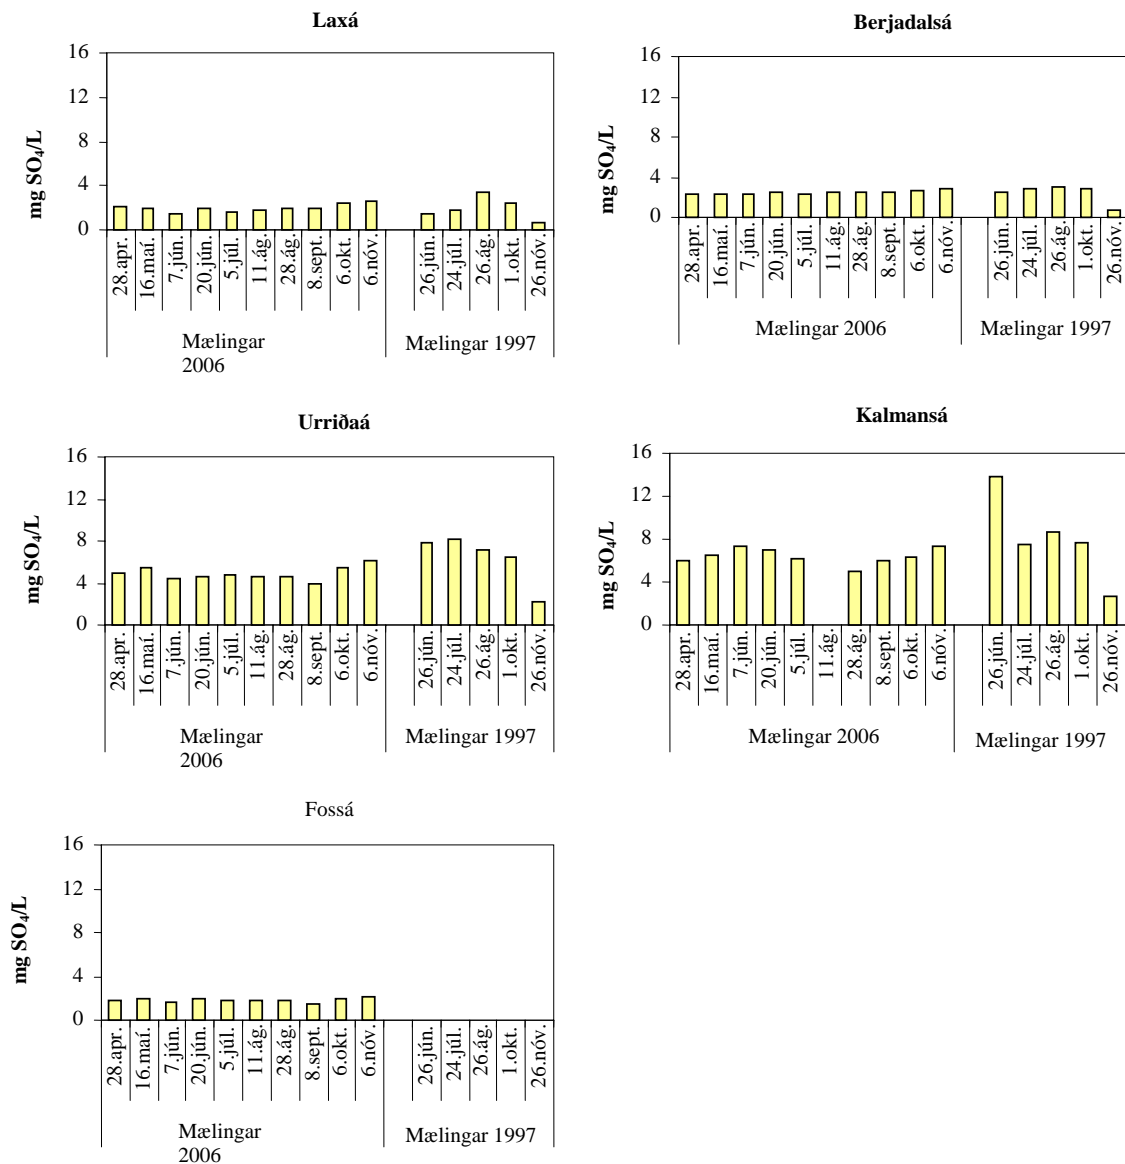 Laxá
mg SO₄/L
16
12
8
4
0
28.apr.
16.maí.
7.jún.
20.jún.
5.júl.
11.ág.
28.ág.
8.sept.
6.okt.
6.nóv.
26.jún.
24.júl.
26.ág.
1.okt.
26.nóv.
Mælingar
2006
Mælingar 1997
Berjadalsá
mg SO₄/L
16
12
8
4
0
28.apr.
16.maí.
7.jún.
20.jún.
5.júl.
11.ág.
28.ág.
8.sept.
6.okt.
6.nóv.
26.jún.
24.júl.
26.ág.
1.okt.
26.nóv.
Mælingar 2006
Mælingar 1997
Urriðaá
mg SO₄/L
16
12
8
4
0
28.apr.
16.maí.
7.jún.
20.jún.
5.júl.
11.ág.
28.ág.
8.sept.
6.okt.
6.nóv.
26.jún.
24.júl.
26.ág.
1.okt.
26.nóv.
Mælingar
2006
Mælingar 1997
Kalmansá
mg SO₄/L
16
12
8
4
0
28.apr.
16.maí.
7.jún.
20.jún.
5.júl.
11.ág.
28.ág.
8.sept.
6.okt.
6.nóv.
26.jún.
24.júl.
26.ág.
1.okt.
26.nóv.
Mælingar 2006
Mælingar 1997
Fossá
mg SO₄/L
16
12
8
4
0
28.apr.
16.maí.
7.jún.
20.jún.
5.júl.
11.ág.
28.ág.
8.sept.
6.okt.
6.nóv.
26.jún.
24.júl.
26.ág.
1.okt.
26.nóv.
Mælingar
2006
Mælingar 1997